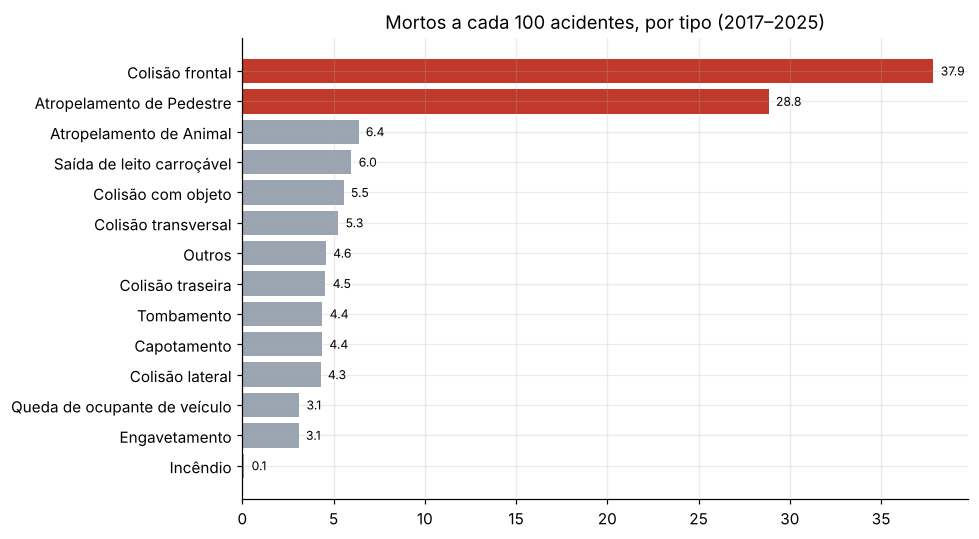 Mortos a cada 100 acidentes, por tipo (2017–2025)
Colisão frontal 37.9
Atropelamento de Pedestre 28.8
Atropelamento de Animal 6.4
Saída de leito carroçável 6.0
Colisão com objeto 5.5
Colisão transversal 5.3
Outros 4.6
Colisão traseira 4.5
Tombamento 4.4
Capotamento 4.4
Colisão lateral 4.3
Queda de ocupante de veículo 3.1
Engavetamento 3.1
Incêndio 0.1
0 5 10 15 20 25 30 35